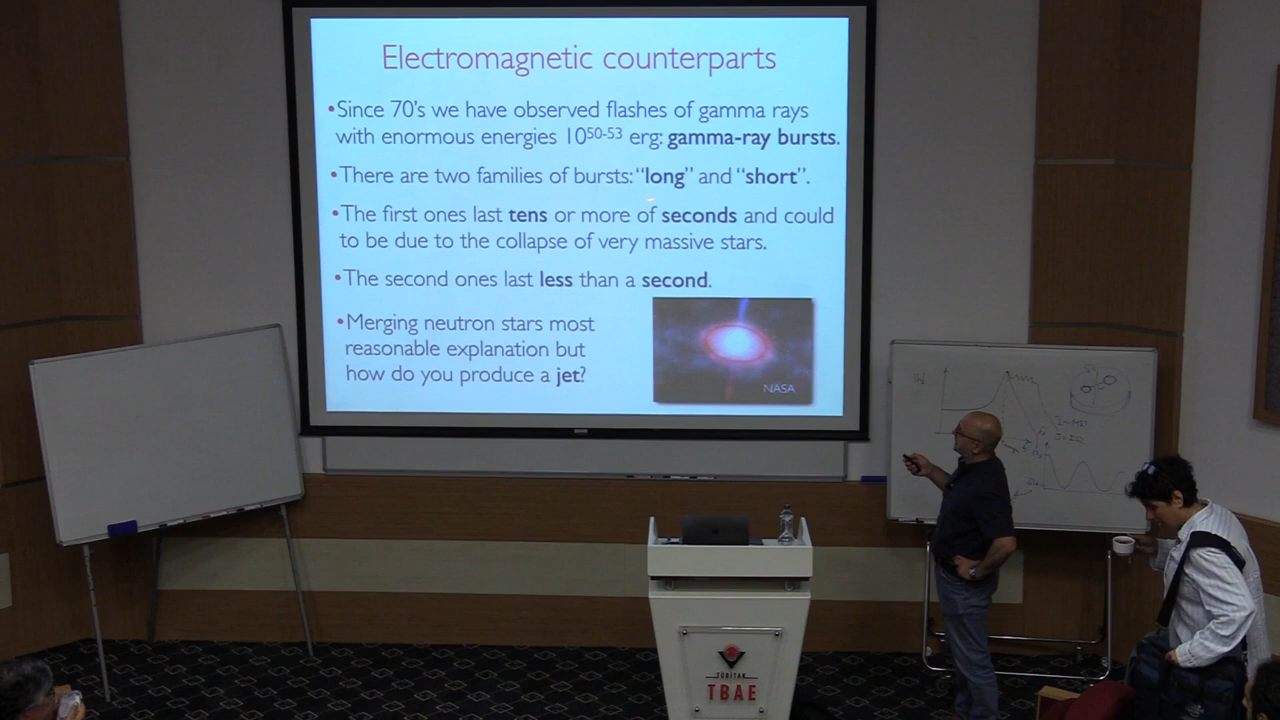 Electromagnetic counterparts
•Since 70's we have observed flashes of gamma rays
with enormous energies 10⁵⁰⁻⁵³ erg: gamma-ray bursts.
•There are two families of bursts: “long” and “short”.
•The first ones last tens or more of seconds and could
to be due to the collapse of very massive stars.
•The second ones last less than a second.
•Merging neutron stars most
reasonable explanation but
how do you produce a jet?
NASA
TÜBİTAK
TBAE